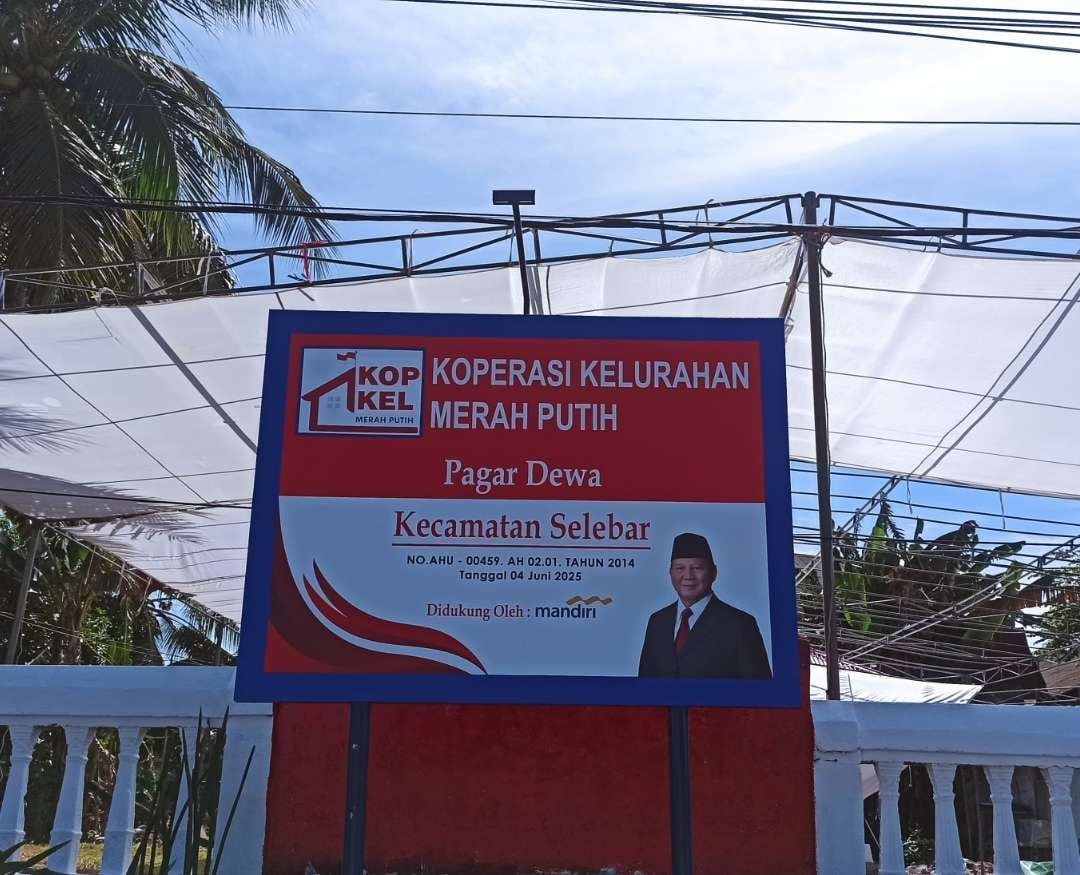 KOP
KEL
MERAH PUTIH
KOPERASI KELURAHAN
MERAH PUTIH
Pagar Dewa
Kecamatan Selebar
NO.AHU - 00459. AH 02.01. TAHUN 2014
Tanggal 04 Juni 2025
Didukung Oleh : mandiri